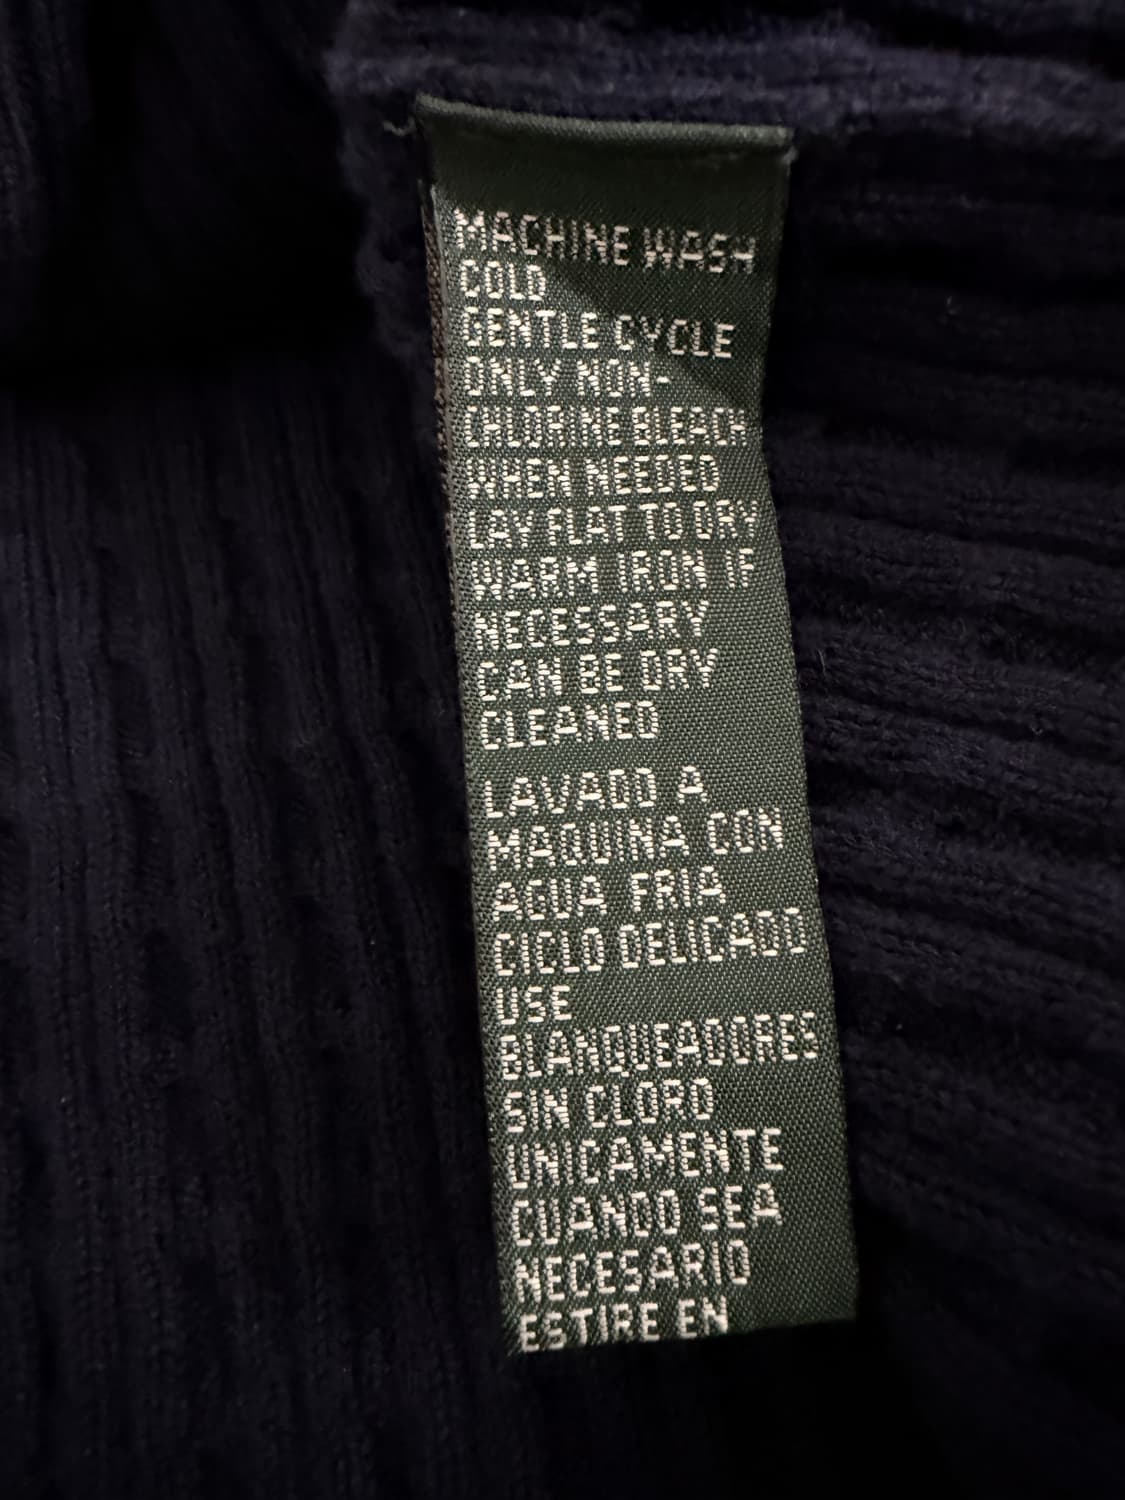 MACHINE WASH
COLD
GENTLE CYCLE
ONLY NON-
CHLORINE BLEACH
WHEN NEEDED
LAY FLAT TO DRY
WARM IRON IF
NECESSARY
CAN BE DRY
CLEANED
LAVADO A
MAQUINA CON
AGUA FRIA
CICLO DELICADO
USE
BLANQUEADORES
SIN CLORO
UNICAMENTE
CUANDO SEA
NECESARIO
ESTIRE EN